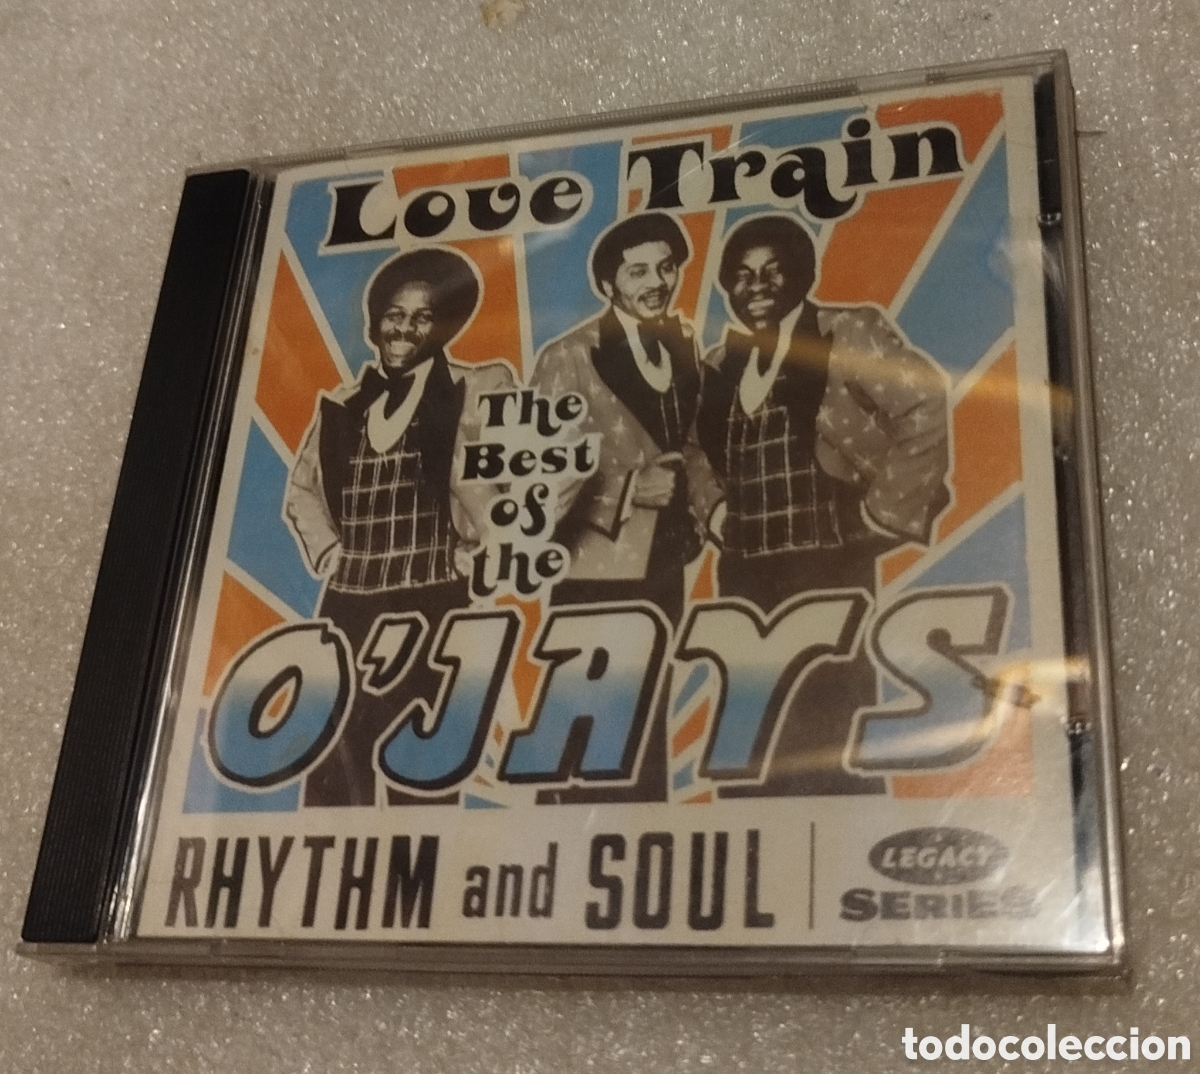 Love Train
The
Best
of
the
O'JAYS
RHYTHM and SOUL
LEGACY
SERIES
todocoleccion